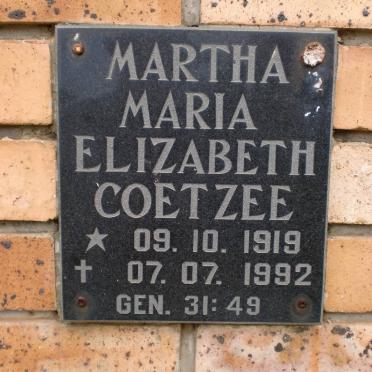 MARTHA
MARIA
ELIZABETH
COETZEE
★ 09. 10. 1919
† 07. 07. 1992
GEN. 31: 49